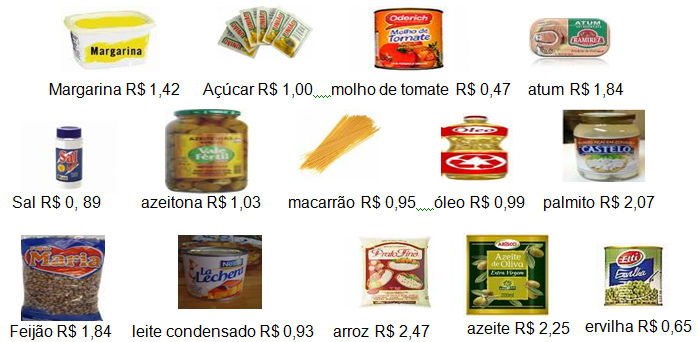 Margarina
Oderich
Molho de
Tomate
ATUM
RAMIREZ
Margarina R$ 1,42 Açúcar R$ 1,00 molho de tomate R$ 0,47 atum R$ 1,84
Sal
Vale
Fértil
Oleo
CASTELO
Sal R$ 0, 89 azeitona R$ 1,03 macarrão R$ 0,95 óleo R$ 0,99 palmito R$ 2,07
Maria
Nestlé
La
Lechera
Prato Fino
ARISCO
Azeite
de Oliva
Extra Virgem
Etti
Ervilha
Feijão R$ 1,84 leite condensado R$ 0,93 arroz R$ 2,47 azeite R$ 2,25 ervilha R$ 0,65